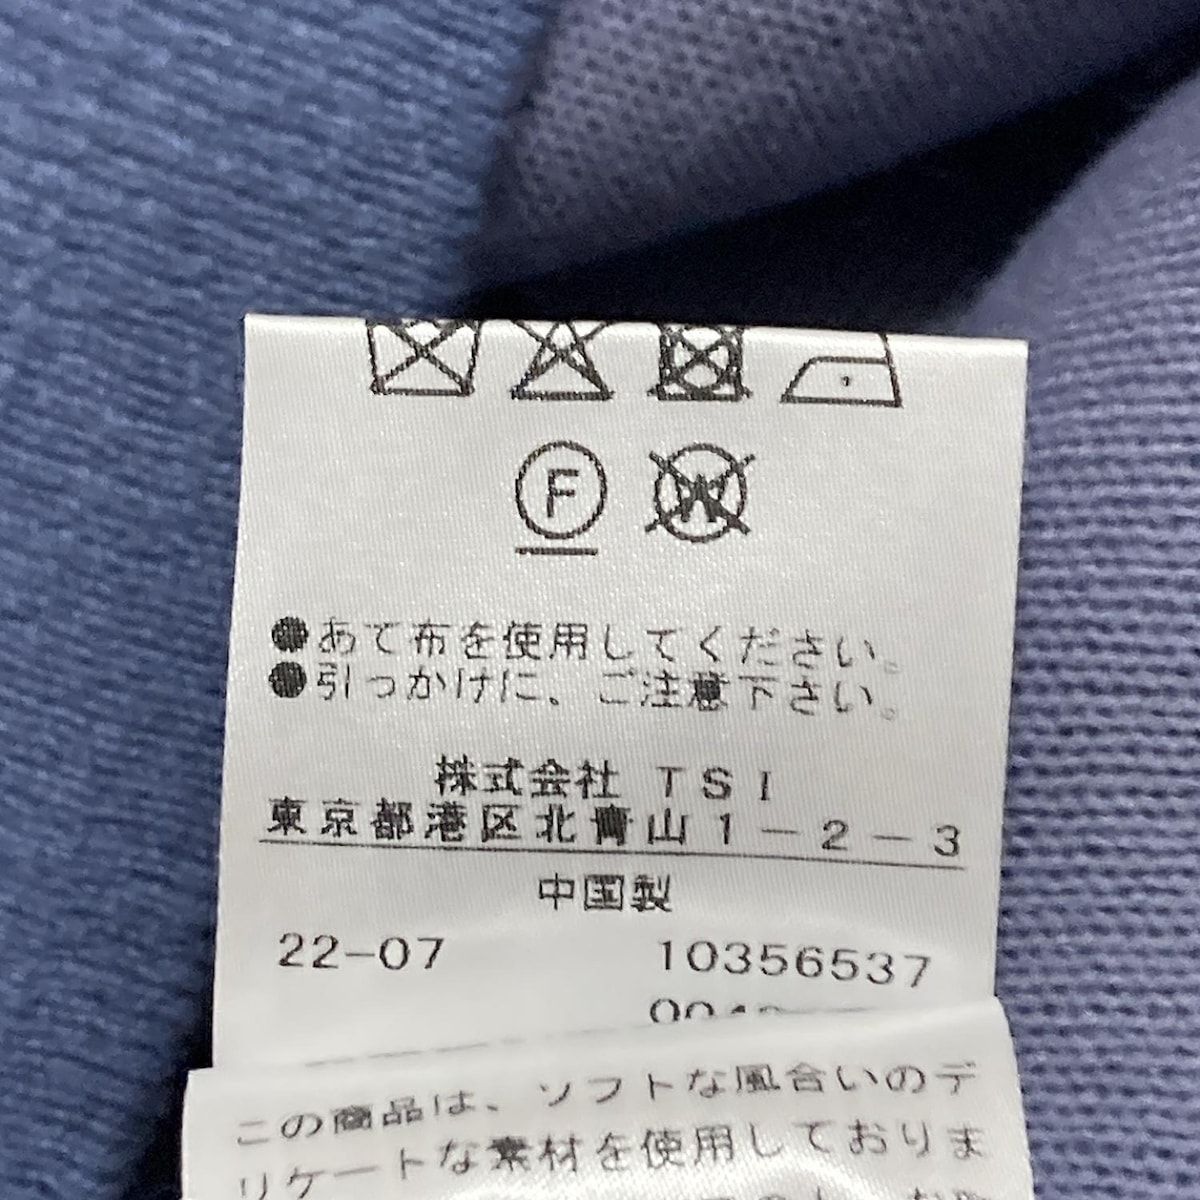 F W
●あて布を使用してください。
●引っかけに、ご注意下さい。
株式会社 TSI
東京都港区北青山1-2-3
中国製
22-07 10356537
この商品は、ソフトな風合いのデ
リケートな素材を使用しておりま